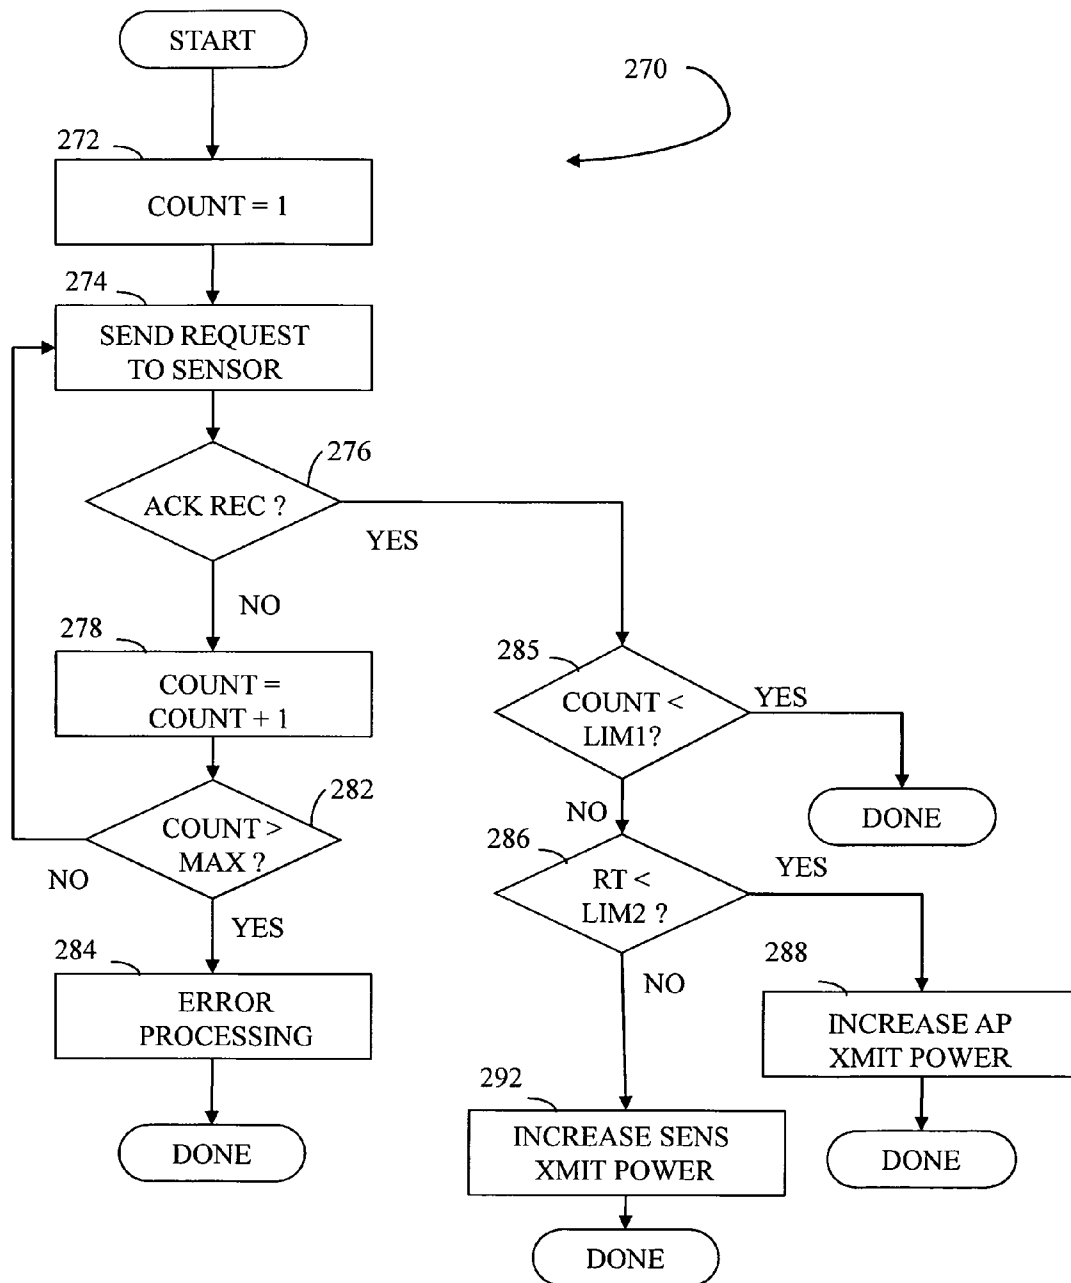 START
270
272
COUNT = 1
274
SEND REQUEST
TO SENSOR
276
ACK REC ?
YES
NO
278
COUNT =
COUNT + 1
285
COUNT <
LIM1?
YES
DONE
NO
282
COUNT >
MAX ?
NO
YES
286
RT <
LIM2 ?
YES
NO
284
ERROR
PROCESSING
DONE
288
INCREASE AP
XMIT POWER
DONE
292
INCREASE SENS
XMIT POWER
DONE